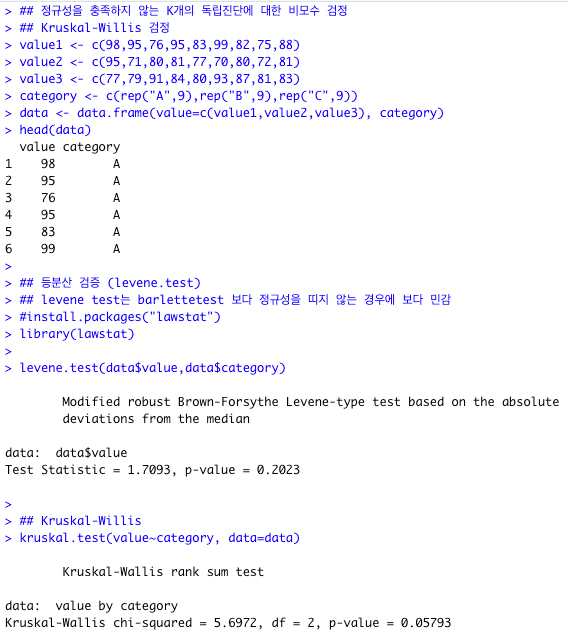 > ## 정규성을 충족하지 않는 K개의 독립진단에 대한 비모수 검정
> ## Kruskal-Willis 검정
> value1 <- c(98,95,76,95,83,99,82,75,88)
> value2 <- c(95,71,80,81,77,70,80,72,81)
> value3 <- c(77,79,91,84,80,93,87,81,83)
> category <- c(rep("A",9),rep("B",9),rep("C",9))
> data <- data.frame(value=c(value1,value2,value3), category)
> head(data)
  value category
1    98        A
2    95        A
3    76        A
4    95        A
5    83        A
6    99        A
>
> ## 등분산 검증 (levene.test)
> ## levene test는 barlettetest 보다 정규성을 띠지 않는 경우에 보다 민감
> #install.packages("lawstat")
> library(lawstat)
>
> levene.test(data$value,data$category)
Modified robust Brown-Forsythe Levene-type test based on the absolute
deviations from the median
data:  data$value
Test Statistic = 1.7093, p-value = 0.2023
>
> ## Kruskal-Willis
> kruskal.test(value~category, data=data)
Kruskal-Wallis rank sum test
data:  value by category
Kruskal-Wallis chi-squared = 5.6972, df = 2, p-value = 0.05793